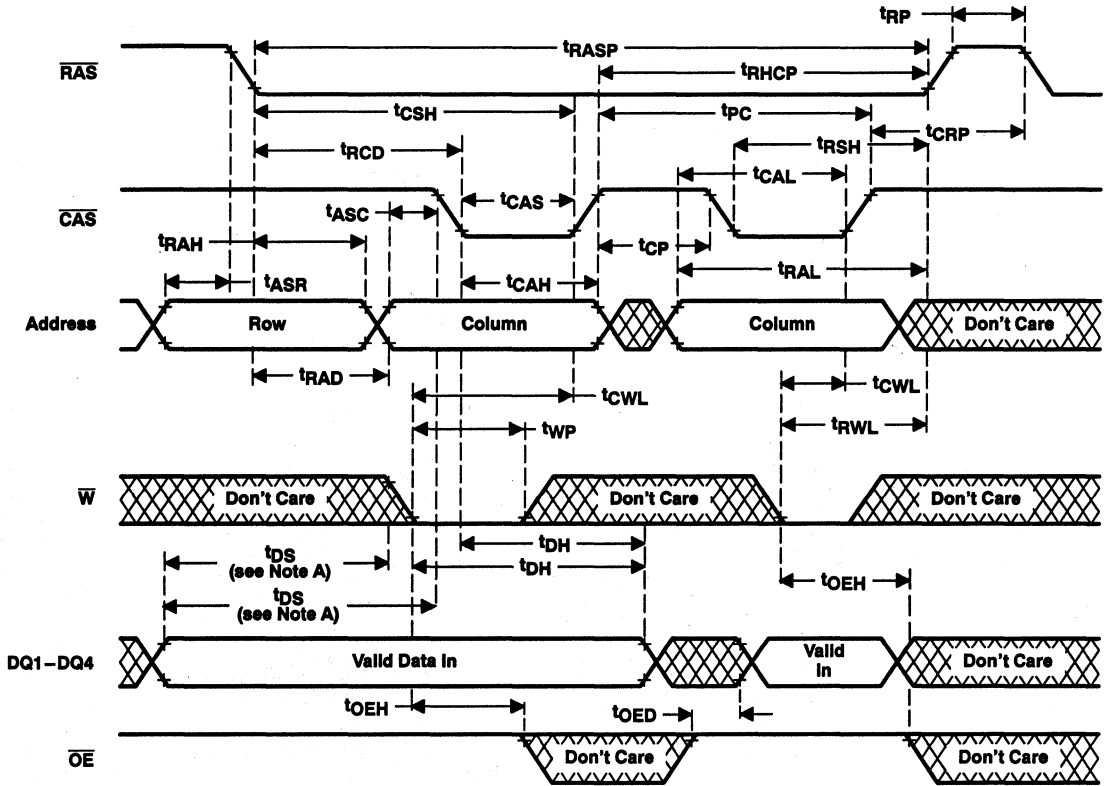 tRP
RAS
tRASP
tRHCP
tCSH
tPC
tCRP
tRCD
tRSH
tCAL
CAS
tASC
tCAS
tRAH
tCP
tASR
tCAH
tRAL
Address
Row
Column
Column
Don't Care
tRAD
tCWL
tCWL
tWP
tRWL
W
Don't Care
Don't Care
Don't Care
tDH
tDS
(see Note A)
tDH
tOEH
tDS
(see Note A)
DQ1–DQ4
Valid Data In
Valid
In
Don't Care
tOEH
tOED
OE
Don't Care
Don't Care